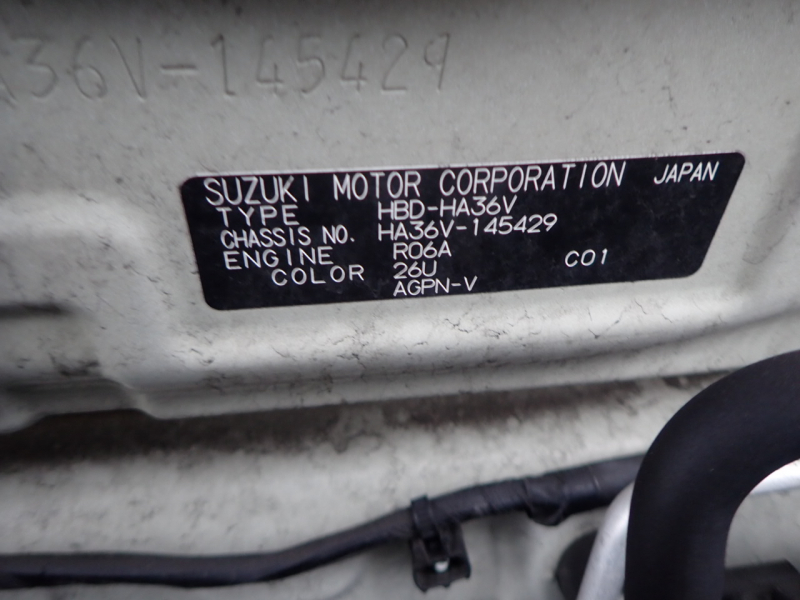 A36V-145429
SUZUKI MOTOR CORPORATION JAPAN
TYPE HBD-HA36V
CHASSIS NO. HA36V-145429
ENGINE R06A
COLOR 26U C01
AGPN-V